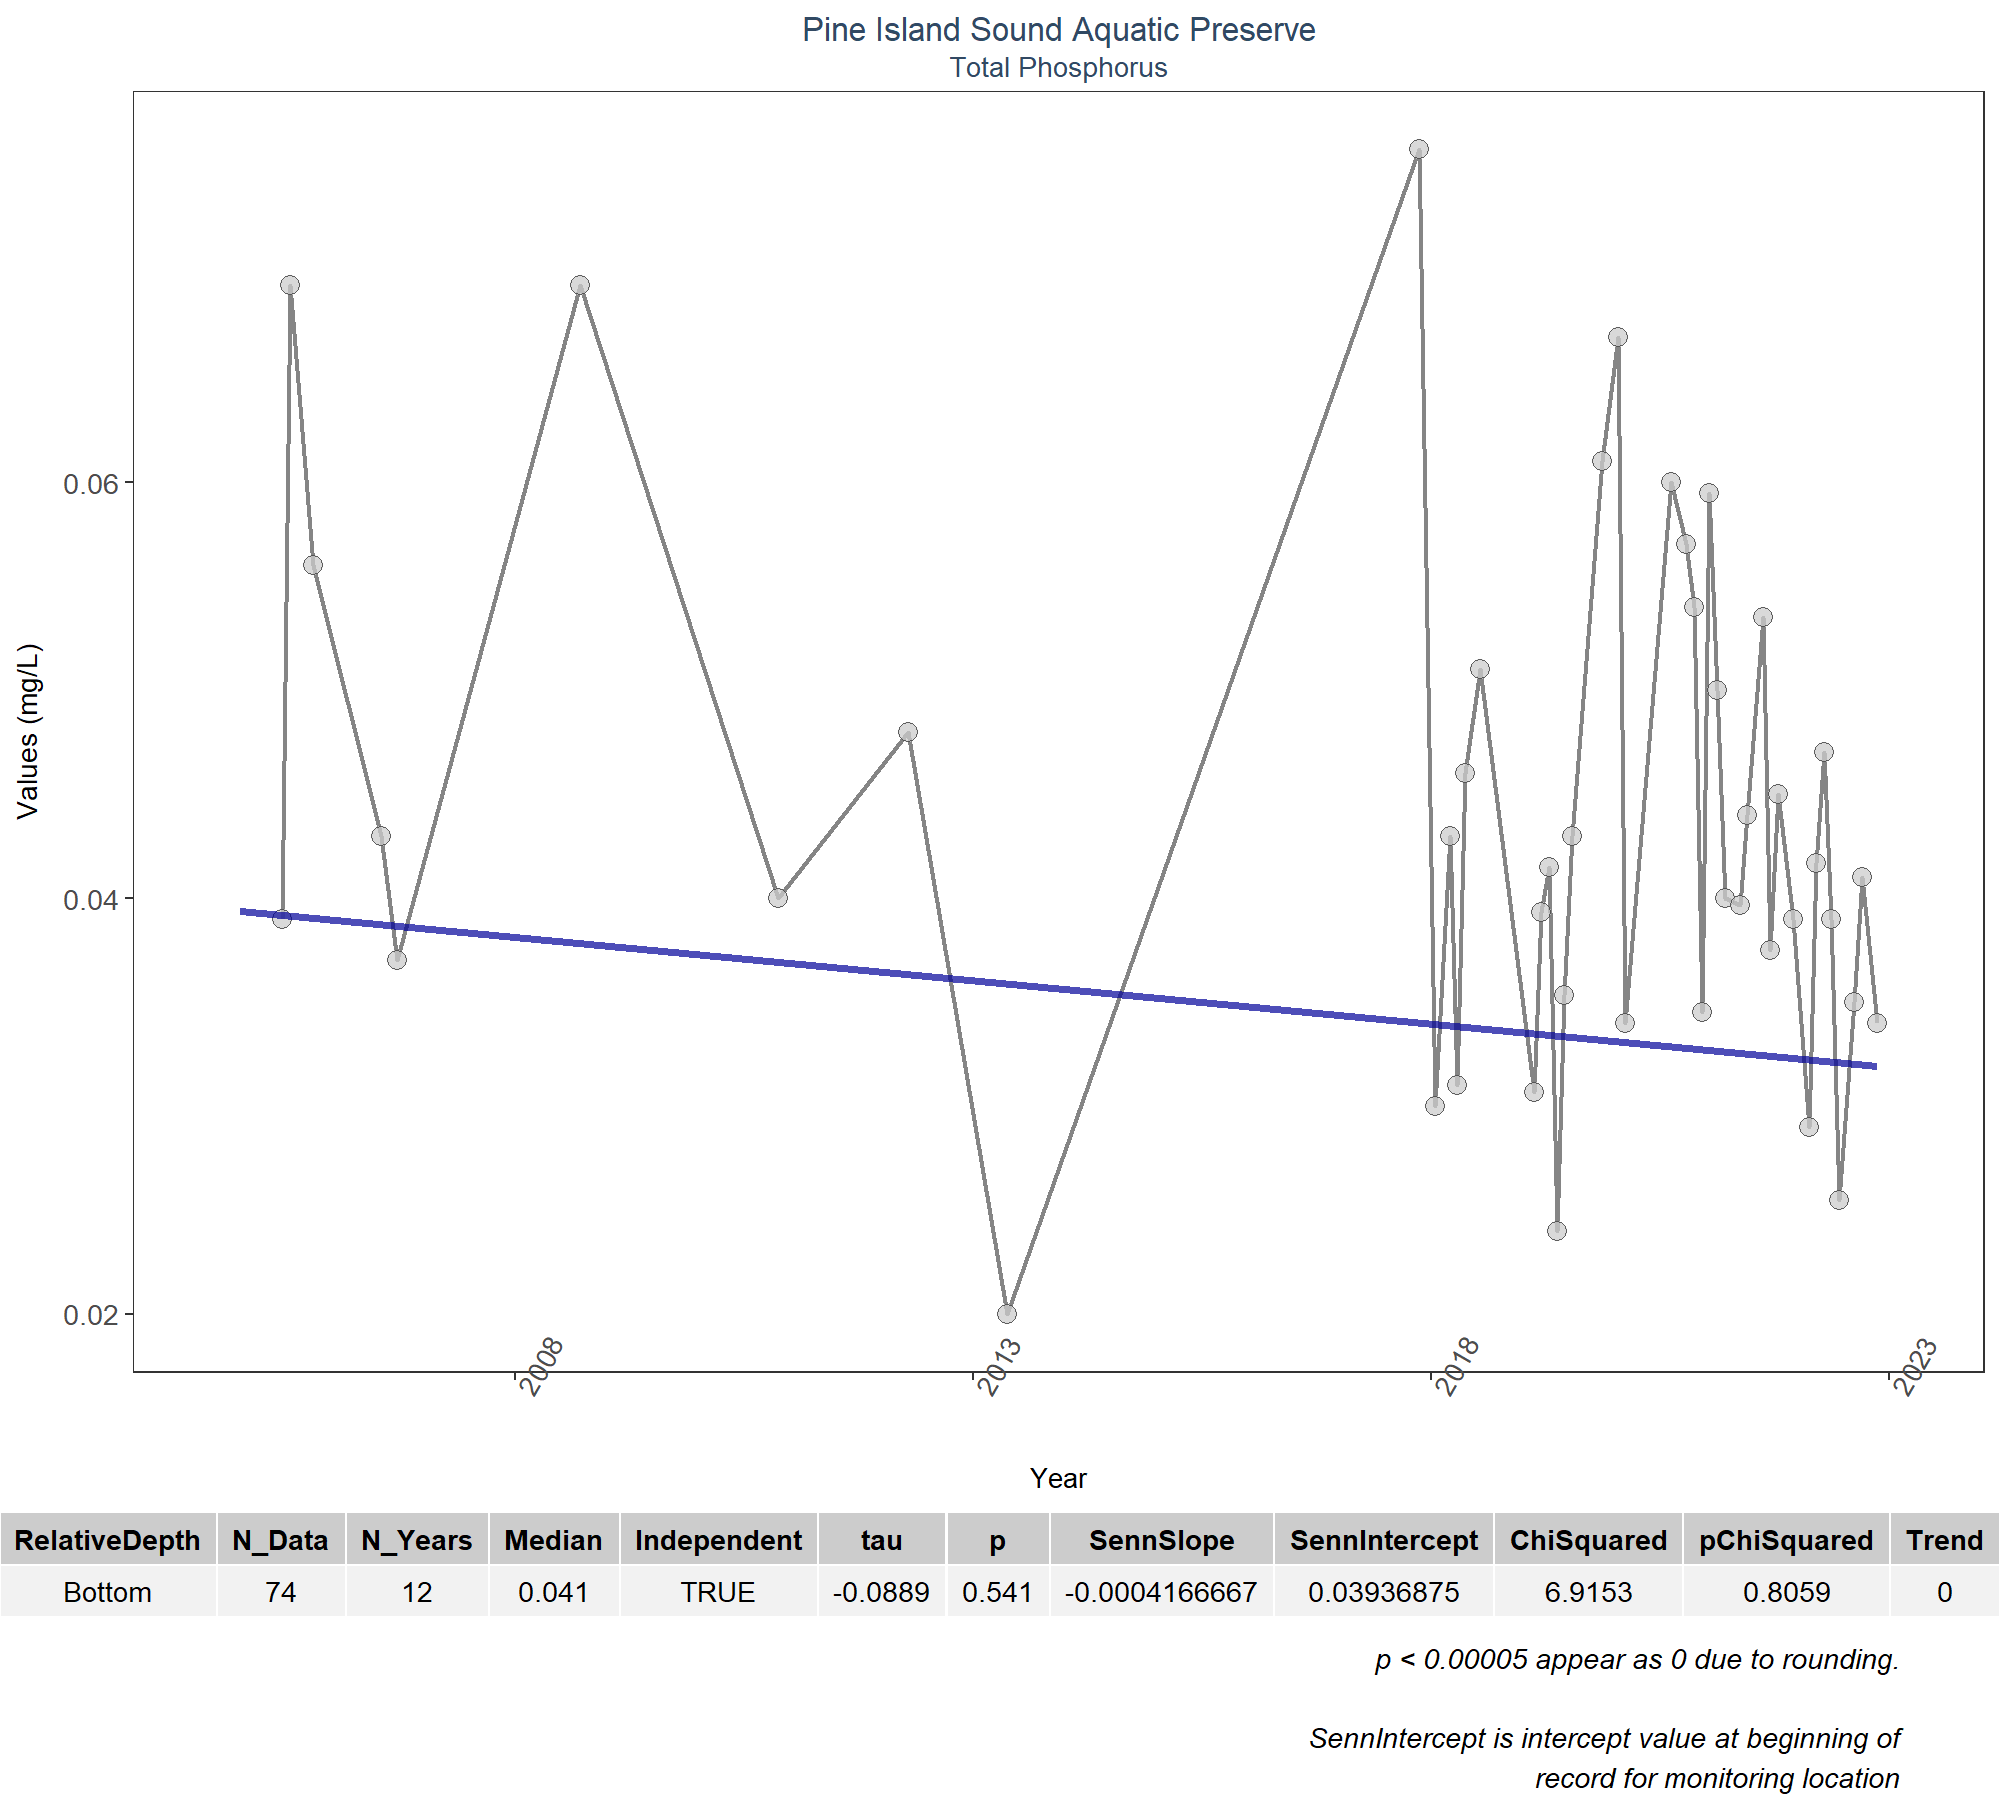 Pine Island Sound Aquatic Preserve
Total Phosphorus
Values (mg/L)
0.06
0.04
0.02
2008
2013
2018
2023
Year
RelativeDepth N_Data N_Years Median Independent tau p SennSlope SennIntercept ChiSquared pChiSquared Trend
Bottom 74 12 0.041 TRUE -0.0889 0.541 -0.0004166667 0.03936875 6.9153 0.8059 0
p < 0.00005 appear as 0 due to rounding.
SennIntercept is intercept value at beginning of
record for monitoring location